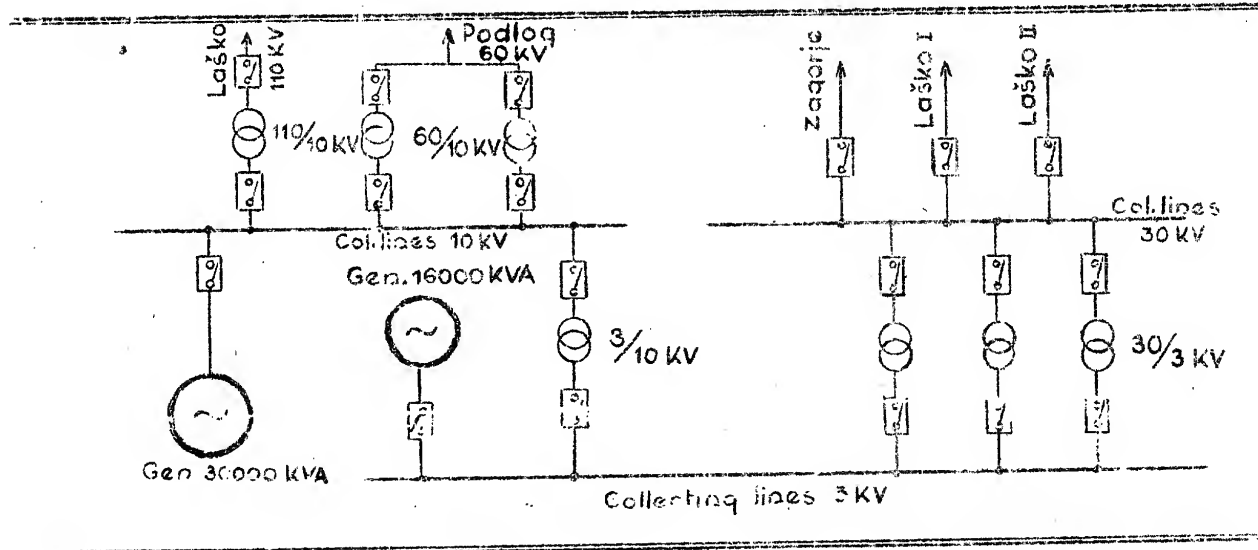 Laško
110 KV
Podlog
60 KV
Zagorje
Laško I
Laško II
110/10 KV
60/10 KV
Col.lines 10 KV
Col.lines
30 KV
Gen. 16000 KVA
3/10 KV
30/3 KV
Gen 30000 KVA
Collecting lines 3 KV